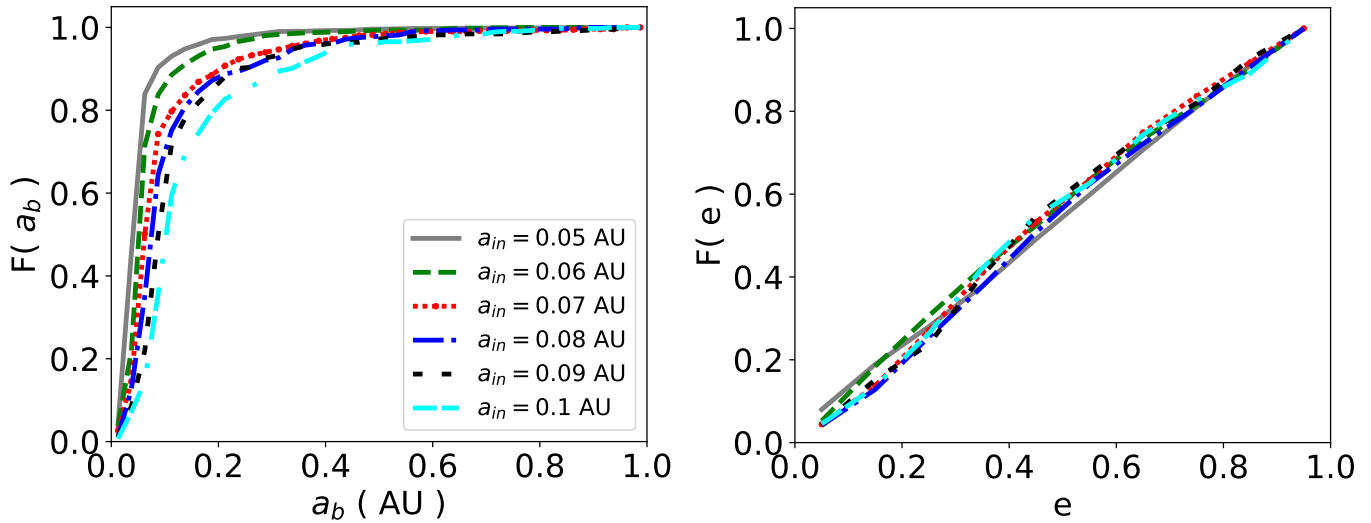 1.0
0.8
0.6
0.4
0.2
0.0
F( a_b )
0.0 0.2 0.4 0.6 0.8 1.0
a_b ( AU )
a_in = 0.05 AU
a_in = 0.06 AU
a_in = 0.07 AU
a_in = 0.08 AU
a_in = 0.09 AU
a_in = 0.1 AU
1.0
0.8
0.6
0.4
0.2
0.0
F( e )
0.0 0.2 0.4 0.6 0.8 1.0
e